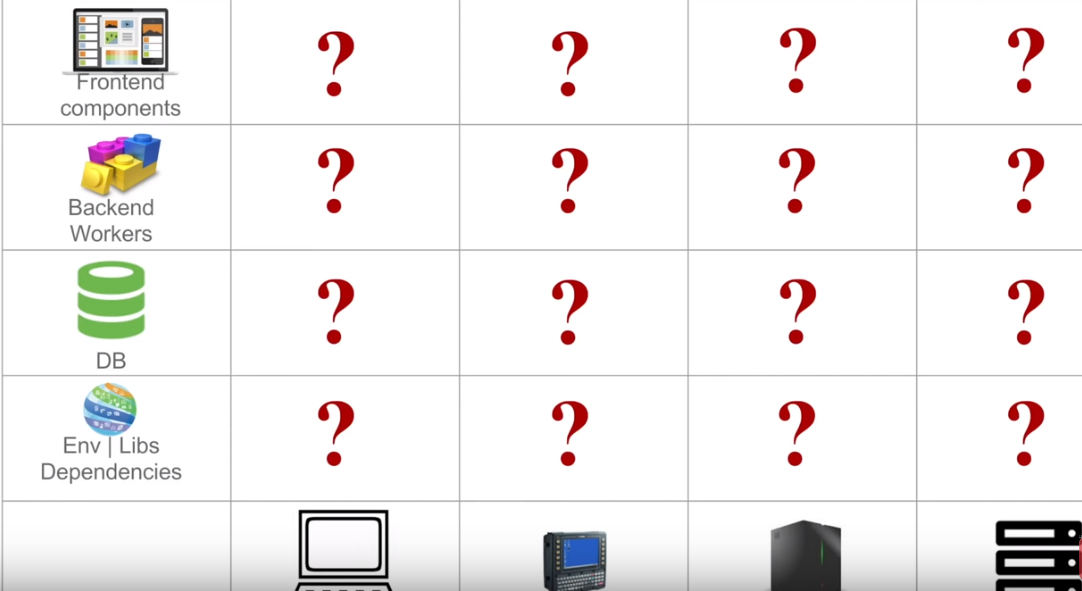 Frontend
components
? ? ? ?
Backend
Workers
? ? ? ?
DB
? ? ? ?
Env | Libs
Dependencies
? ? ? ?